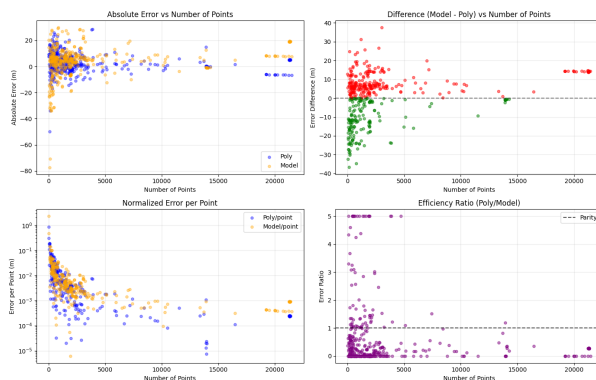 Absolute Error vs Number of Points
Absolute Error (m)
20
0
−20
−40
−60
−80
Poly
Model
0
5000
10000
15000
20000
Number of Points
Difference (Model - Poly) vs Number of Points
Error Difference (m)
40
30
20
10
0
−10
−20
−30
−40
0
5000
10000
15000
20000
Number of Points
Normalized Error per Point
Error per Point (m)
10⁰
10⁻¹
10⁻²
10⁻³
10⁻⁴
10⁻⁵
Poly/point
Model/point
0
5000
10000
15000
20000
Number of Points
Efficiency Ratio (Poly/Model)
Error Ratio
5
4
3
2
1
0
Parity
0
5000
10000
15000
20000
Number of Points